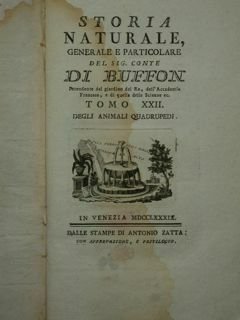 STORIA
NATURALE,
GENERALE E PARTICOLARE
DEL SIG. CONTE
DI BUFFON
Intendente del giardino del Re, dell'Accademia
Francese, e di quella delle Scienze ec.
TOMO XXII.
DEGLI ANIMALI QUADRUPEDI.
IN VENEZIA MDCCLXXXIX.
DALLE STAMPE DI ANTONIO ZATTA:
CON APPROVAZIONE, E PRIVILEGIO.